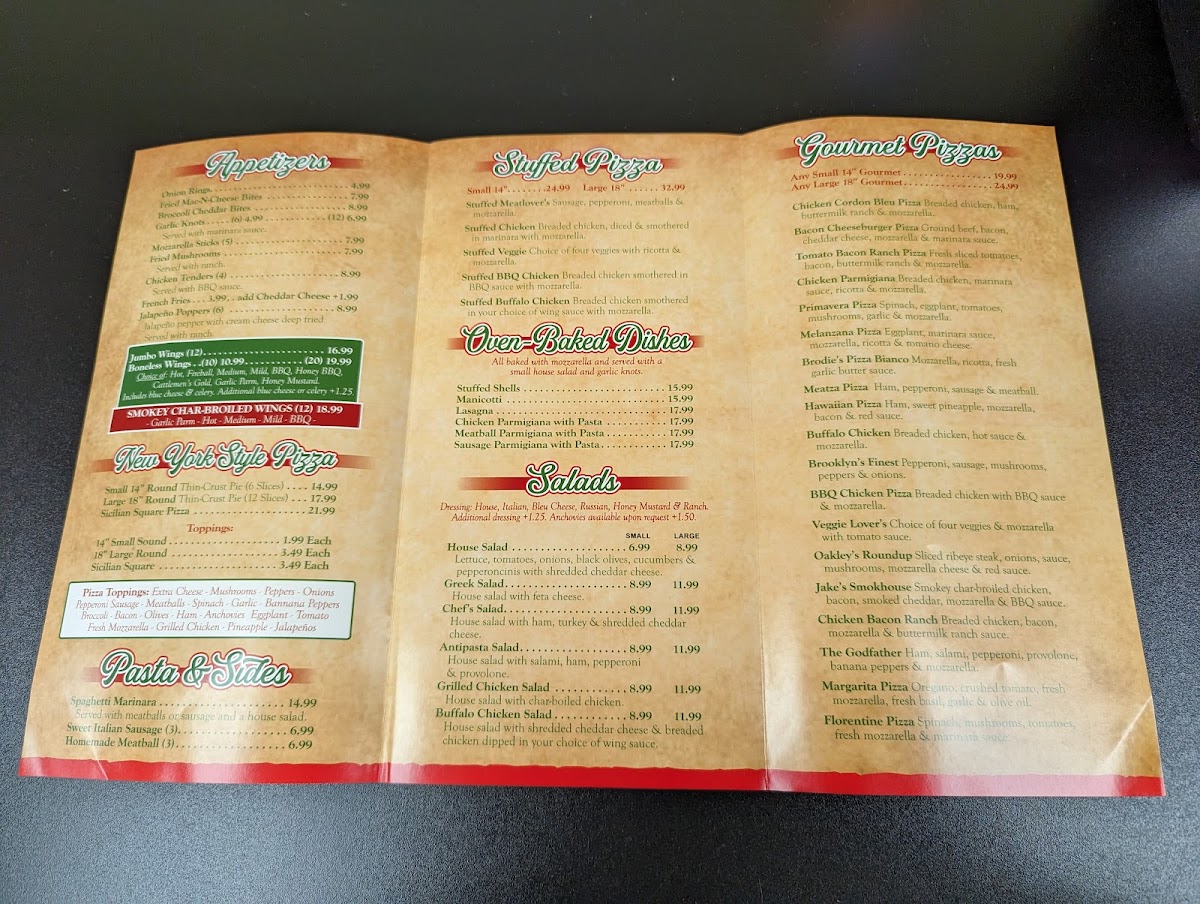 Appetizers
Onion Rings. . . . . . . . . . . . . . . . . . . . . . . . . . 4.99
Fried Mac-N-Cheese Bites . . . . . . . . . . . . . . . . 7.99
Broccoli Cheddar Bites . . . . . . . . . . . . . . . . . . 8.99
Garlic Knots . . . . . (6) 4.99 . . . . . . . . . . . (12) 6.99
Served with marinara sauce.
Mozzarella Sticks (5) . . . . . . . . . . . . . . . . . . . . 7.99
Fried Mushrooms . . . . . . . . . . . . . . . . . . . . . . 7.99
Served with ranch.
Chicken Tenders (4) . . . . . . . . . . . . . . . . . . . . 8.99
Served with BBQ sauce.
French Fries . . . 3.99. . . add Cheddar Cheese +1.99
Jalapeño Poppers (6) . . . . . . . . . . . . . . . . . . . 8.99
Jalapeño pepper with cream cheese deep fried
Served with ranch.
Jumbo Wings (12) . . . . . . . . . . . . . . . . . . . . . 16.99
Boneless Wings . . (10) 10.99. . . . . . . . . (20) 19.99
Choice of: Hot, Fireball, Medium, Mild, BBQ, Honey BBQ,
Cattlemen's Gold, Garlic Parm, Honey Mustard.
Includes blue cheese & celery. Additional blue cheese or celery +1.25.
SMOKEY CHAR-BROILED WINGS (12) 18.99
- Garlic Parm - Hot - Medium - Mild - BBQ -
New York Style Pizza
Small 14" Round Thin-Crust Pie (6 Slices) . . . . 14.99
Large 18" Round Thin-Crust Pie (12 Slices) . . . 17.99
Sicilian Square Pizza . . . . . . . . . . . . . . . . . . . . 21.99
Toppings:
14" Small Sound . . . . . . . . . . . . . . . . . . . 1.99 Each
18" Large Round . . . . . . . . . . . . . . . . . . 3.49 Each
Sicilian Square . . . . . . . . . . . . . . . . . . . 3.49 Each
Pizza Toppings: Extra Cheese - Mushrooms - Peppers - Onions
Pepperoni Sausage - Meatballs - Spinach - Garlic - Bannana Peppers
Broccoli - Bacon - Olives - Ham - Anchovies Eggplant - Tomato
Fresh Mozzarella - Grilled Chicken - Pineapple - Jalapeños
Pasta & Sides
Spaghetti Marinara . . . . . . . . . . . . . . . . . . . . 14.99
Served with meatballs or sausage and a house salad.
Sweet Italian Sausage (3). . . . . . . . . . . . . . . . . 6.99
Homemade Meatball (3) . . . . . . . . . . . . . . . . . . 6.99
Stuffed Pizza
Small 14". . . . . . . 24.99 Large 18" . . . . . . 32.99
Stuffed Meatlover's Sausage, pepperoni, meatballs &
mozzarella.
Stuffed Chicken Breaded chicken, diced & smothered
in marinara with mozzarella.
Stuffed Veggie Choice of four veggies with ricotta &
mozzarella.
Stuffed BBQ Chicken Breaded chicken smothered in
BBQ sauce with mozzarella.
Stuffed Buffalo Chicken Breaded chicken smothered
in your choice of wing sauce with mozzarella.
Oven-Baked Dishes
All baked with mozzarella and served with a
small house salad and garlic knots.
Stuffed Shells . . . . . . . . . . . . . . . . . . . . . . . . 15.99
Manicotti . . . . . . . . . . . . . . . . . . . . . . . . . . . 15.99
Lasagna . . . . . . . . . . . . . . . . . . . . . . . . . . . . 17.99
Chicken Parmigiana with Pasta . . . . . . . . . . . 17.99
Meatball Parmigiana with Pasta . . . . . . . . . . . 17.99
Sausage Parmigiana with Pasta. . . . . . . . . . . . 17.99
Salads
Dressing: House, Italian, Bleu Cheese, Russian, Honey Mustard & Ranch.
Additional dressing +1.25. Anchovies available upon request +1.50.
SMALL LARGE
House Salad . . . . . . . . . . . . . . . . . . 6.99 8.99
Lettuce, tomatoes, onions, black olives, cucumbers &
pepperoncinis with shredded cheddar cheese.
Greek Salad . . . . . . . . . . . . . . . . . . . 8.99 11.99
House salad with feta cheese.
Chef's Salad. . . . . . . . . . . . . . . . . . . 8.99 11.99
House salad with ham, turkey & shredded cheddar
cheese.
Antipasta Salad. . . . . . . . . . . . . . . . . 8.99 11.99
House salad with salami, ham, pepperoni
& provolone.
Grilled Chicken Salad . . . . . . . . . . . . 8.99 11.99
House salad with char-boiled chicken.
Buffalo Chicken Salad . . . . . . . . . . . . 8.99 11.99
House salad with shredded cheddar cheese & breaded
chicken dipped in your choice of wing sauce.
Gourmet Pizzas
Any Small 14" Gourmet . . . . . . . . . . . . . . . . . . 19.99
Any Large 18" Gourmet. . . . . . . . . . . . . . . . . . . 24.99
Chicken Cordon Bleu Pizza Breaded chicken, ham,
buttermilk ranch & mozzarella.
Bacon Cheeseburger Pizza Ground beef, bacon,
cheddar cheese, mozzarella & marinara sauce.
Tomato Bacon Ranch Pizza Fresh sliced tomatoes,
bacon, buttermilk ranch & mozzarella.
Chicken Parmigiana Breaded chicken, marinara
sauce, ricotta & mozzarella.
Primavera Pizza Spinach, eggplant, tomatoes,
mushrooms, garlic & mozzarella.
Melanzana Pizza Eggplant, marinara sauce,
mozzarella, ricotta & romano cheese.
Brodie's Pizza Bianco Mozzarella, ricotta, fresh
garlic butter sauce.
Meatza Pizza Ham, pepperoni, sausage & meatball.
Hawaiian Pizza Ham, sweet pineapple, mozzarella,
bacon & red sauce.
Buffalo Chicken Breaded chicken, hot sauce &
mozzarella.
Brooklyn's Finest Pepperoni, sausage, mushrooms,
peppers & onions.
BBQ Chicken Pizza Breaded chicken with BBQ sauce
& mozzarella.
Veggie Lover's Choice of four veggies & mozzarella
with tomato sauce.
Oakley's Roundup Sliced ribeye steak, onions, sauce,
mushrooms, mozzarella cheese & red sauce.
Jake's Smokhouse Smokey char-broiled chicken,
bacon, smoked cheddar, mozzarella & BBQ sauce.
Chicken Bacon Ranch Breaded chicken, bacon,
mozzarella & buttermilk ranch sauce.
The Godfather Ham, salami, pepperoni, provolone,
banana peppers & mozzarella.
Margarita Pizza Oregano, crushed tomato, fresh
mozzarella, fresh basil, garlic & olive oil.
Florentine Pizza Spinach, mushrooms, tomatoes,
fresh mozzarella & marinara sauce.